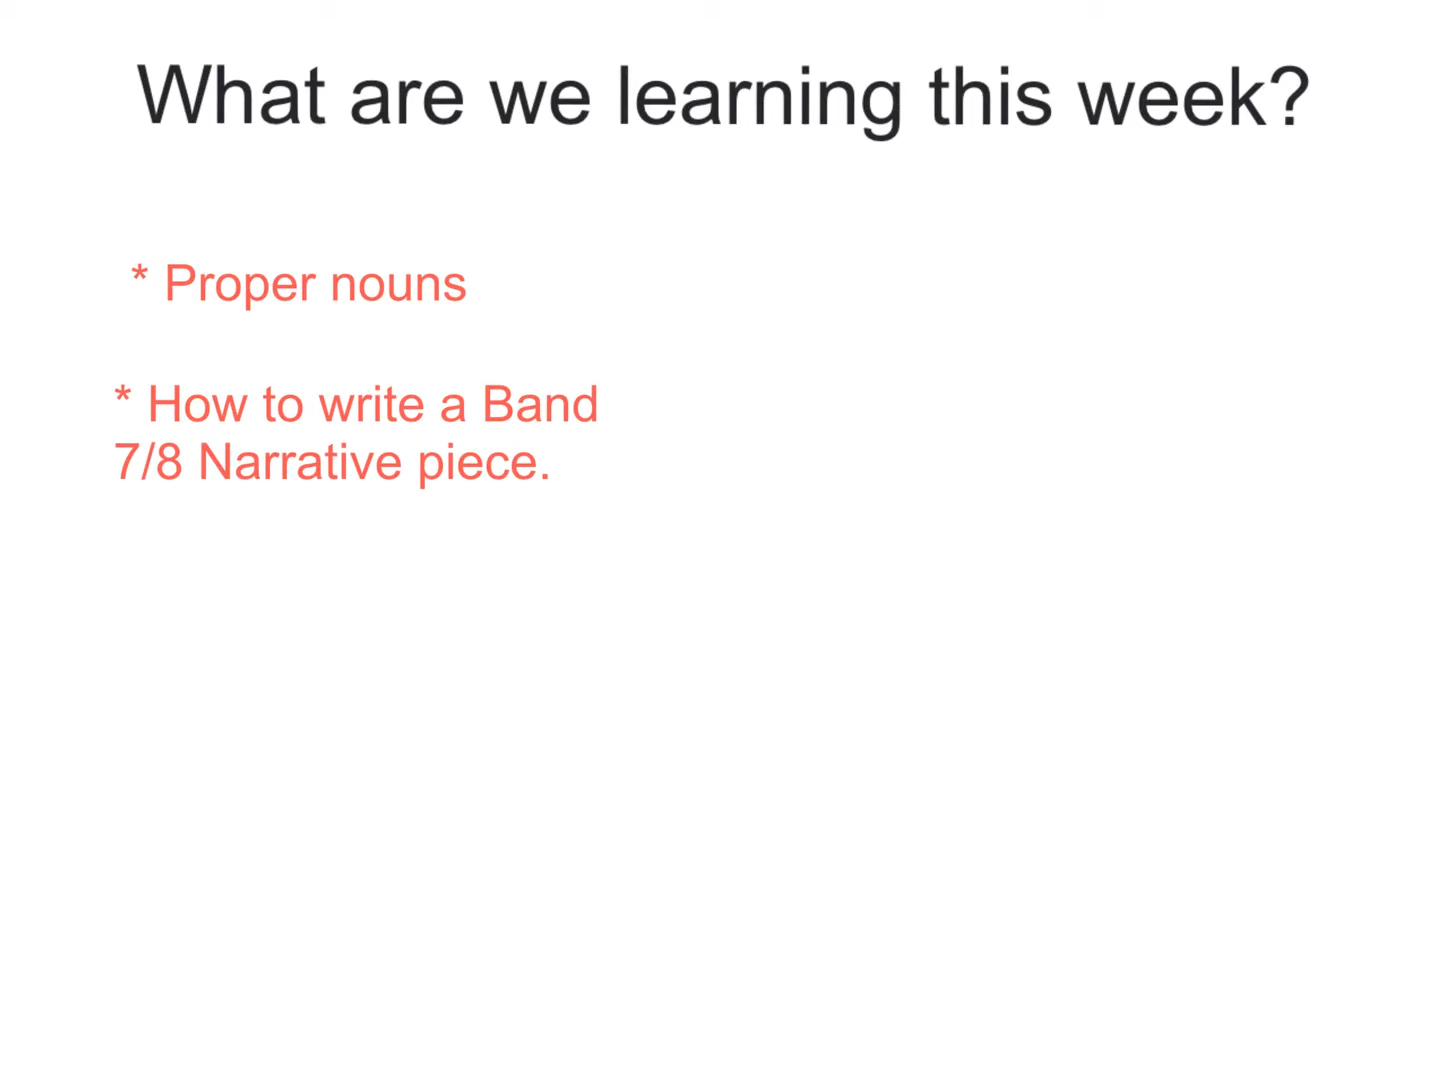 What are we learning this week?
* Proper nouns
* How to write a Band
7/8 Narrative piece.